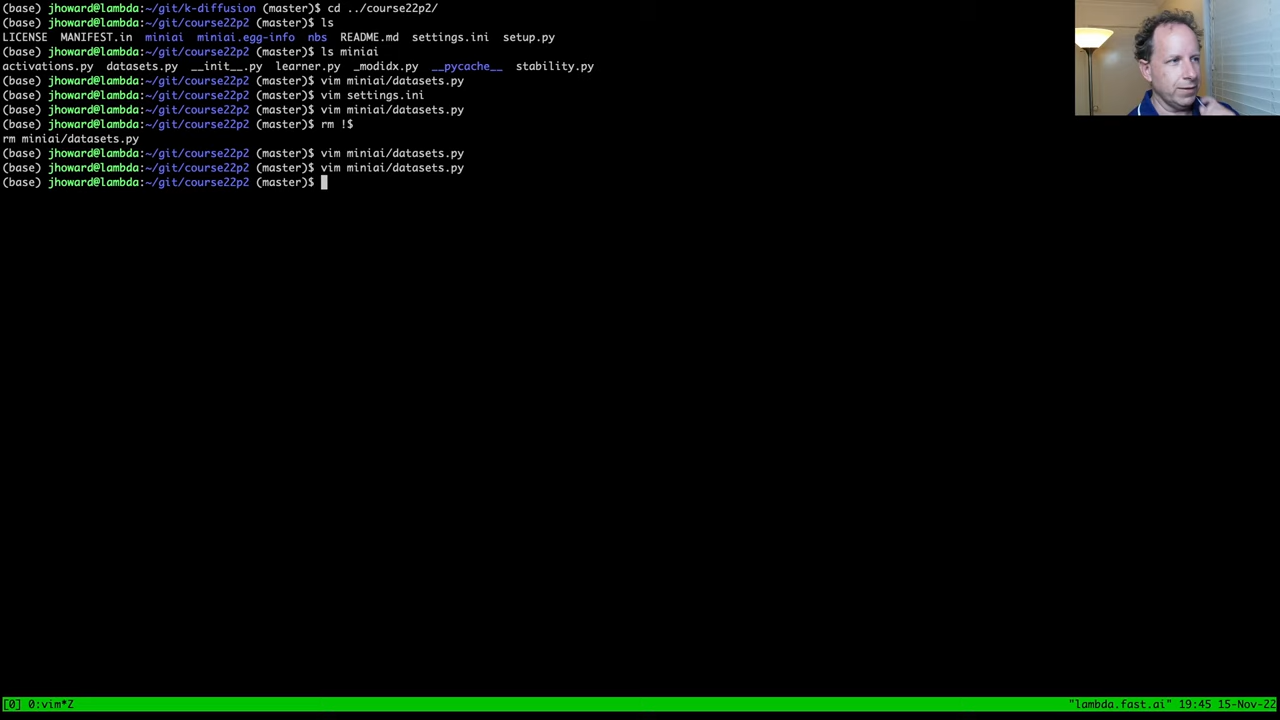 (base) jhoward@lambda:~/git/k-diffusion (master)$ cd ../course22p2/
(base) jhoward@lambda:~/git/course22p2 (master)$ ls
LICENSE MANIFEST.in miniai miniai.egg-info nbs README.md settings.ini setup.py
(base) jhoward@lambda:~/git/course22p2 (master)$ ls miniai
activations.py datasets.py __init__.py learner.py _modidx.py __pycache__ stability.py
(base) jhoward@lambda:~/git/course22p2 (master)$ vim miniai/datasets.py
(base) jhoward@lambda:~/git/course22p2 (master)$ vim settings.ini
(base) jhoward@lambda:~/git/course22p2 (master)$ vim miniai/datasets.py
(base) jhoward@lambda:~/git/course22p2 (master)$ rm !$
rm miniai/datasets.py
(base) jhoward@lambda:~/git/course22p2 (master)$ vim miniai/datasets.py
(base) jhoward@lambda:~/git/course22p2 (master)$ vim miniai/datasets.py
(base) jhoward@lambda:~/git/course22p2 (master)$
[0] 0:vim*Z "lambda.fast.ai" 19:45 15-Nov-22